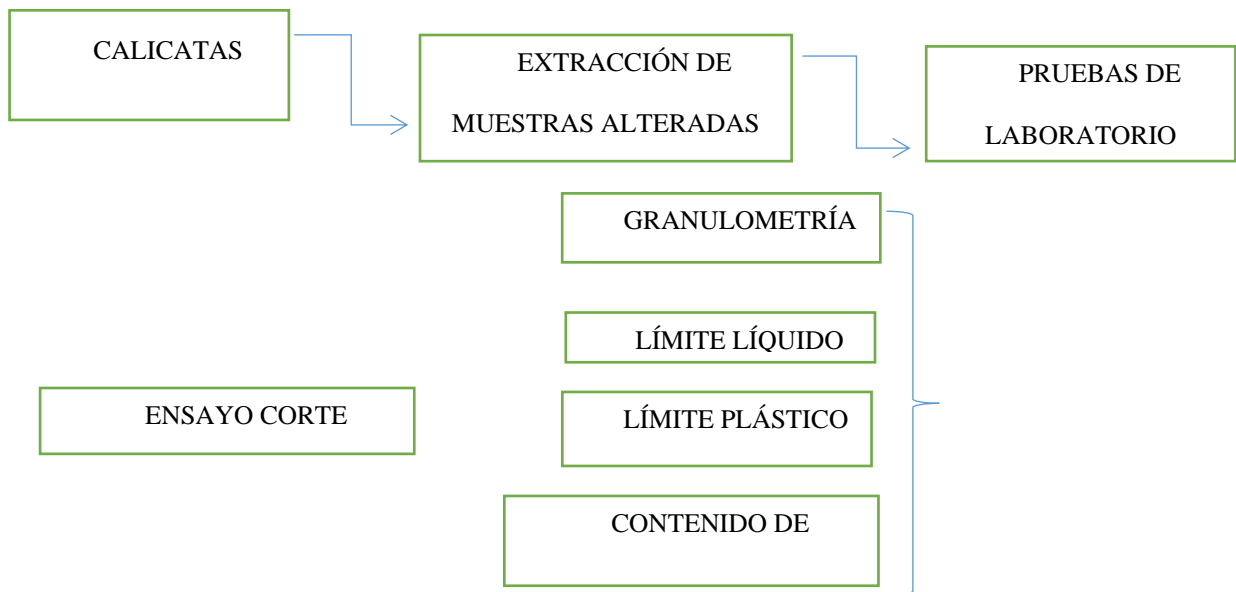 CALICATAS
EXTRACCIÓN DE
MUESTRAS ALTERADAS
PRUEBAS DE
LABORATORIO
GRANULOMETRÍA
LÍMITE LÍQUIDO
ENSAYO CORTE
LÍMITE PLÁSTICO
CONTENIDO DE